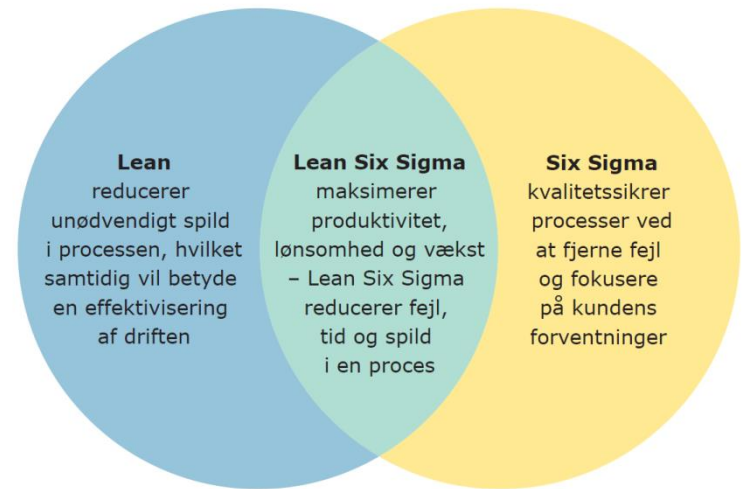 Lean
reducerer
unødvendigt spild
i processen, hvilket
samtidig vil betyde
en effektivisering
af driften
Lean Six Sigma
maksimerer
produktivitet,
lønsomhed og vækst
– Lean Six Sigma
reducerer fejl,
tid og spild
i en proces
Six Sigma
kvalitetssikrer
processer ved
at fjerne fejl
og fokusere
på kundens
forventninger